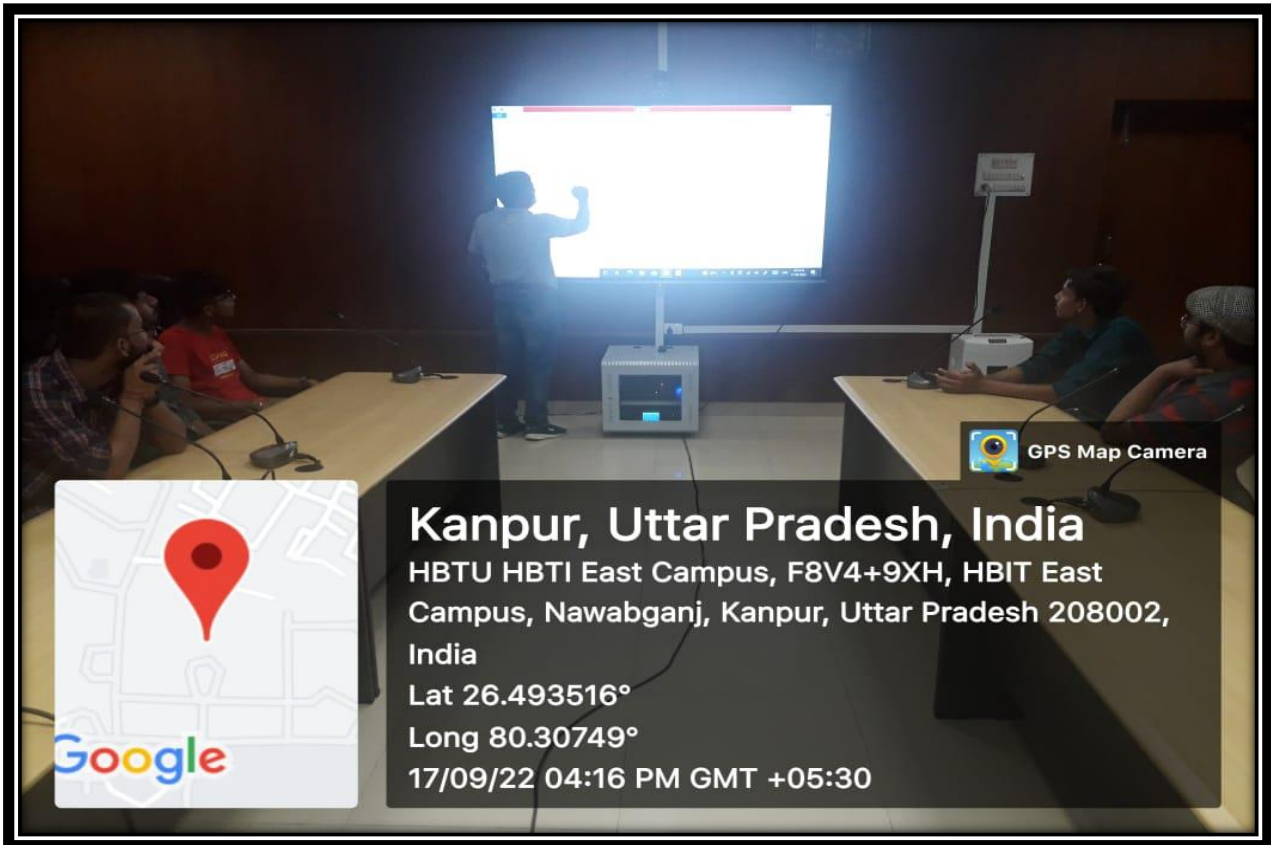 GPS Map Camera
Kanpur, Uttar Pradesh, India
HBTU HBTI East Campus, F8V4+9XH, HBIT East
Campus, Nawabganj, Kanpur, Uttar Pradesh 208002,
India
Lat 26.493516°
Long 80.30749°
17/09/22 04:16 PM GMT +05:30
Google